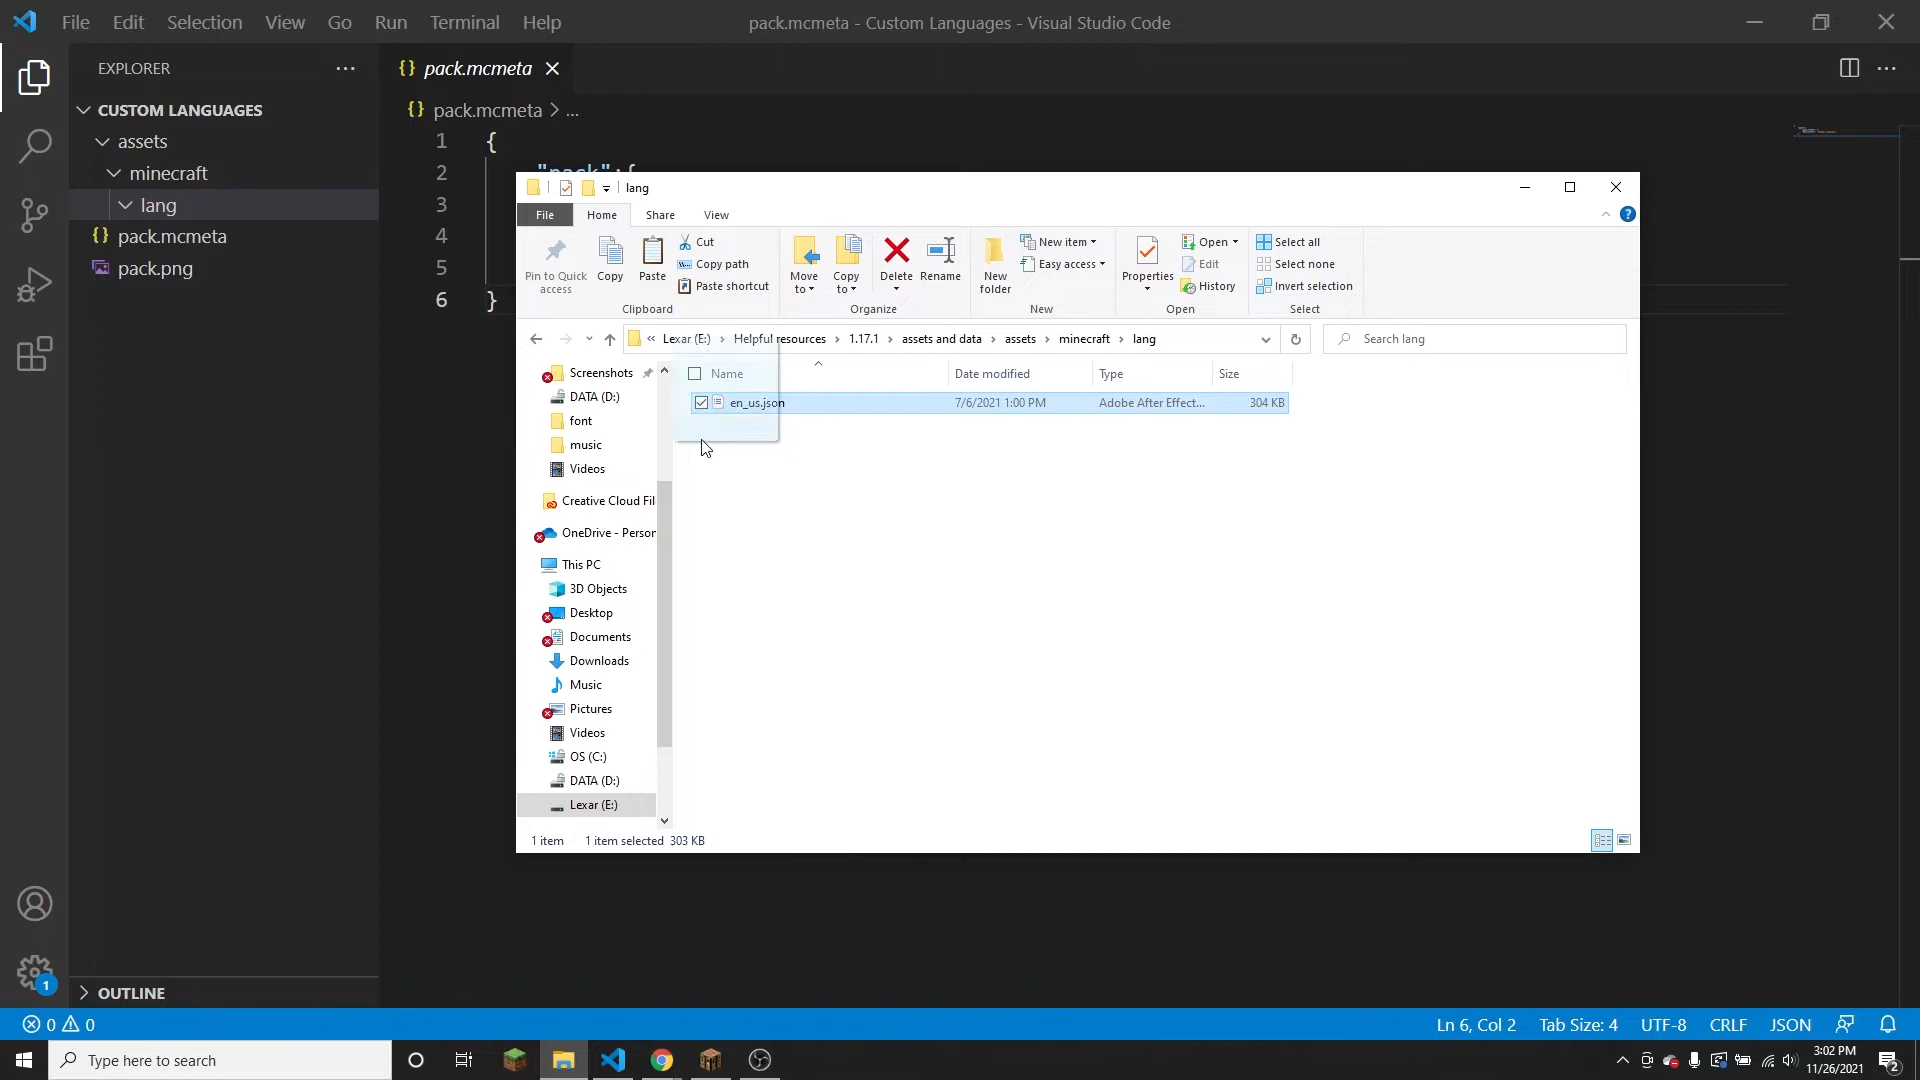 File Edit Selection View Go Run Terminal Help
pack.mcmeta - Custom Languages - Visual Studio Code
EXPLORER
CUSTOM LANGUAGES
assets
minecraft
lang
pack.mcmeta
pack.png
OUTLINE
pack.mcmeta
pack.mcmeta > ...
1 {
2 "pack":{
3
4
5
6 }
lang
File Home Share View
Pin to Quick access
Copy
Paste
Cut
Copy path
Paste shortcut
Clipboard
Move to
Copy to
Delete
Rename
Organize
New folder
New item
Easy access
New
Properties
Open
Edit
History
Open
Select all
Select none
Invert selection
Select
« Lexar (E:) > Helpful resources > 1.17.1 > assets and data > assets > minecraft > lang
Search lang
Name Date modified Type Size
en_us.json 7/6/2021 1:00 PM Adobe After Effect... 304 KB
Screenshots
DATA (D:)
font
music
Videos
Creative Cloud Fil
OneDrive - Person
This PC
3D Objects
Desktop
Documents
Downloads
Music
Pictures
Videos
OS (C:)
DATA (D:)
Lexar (E:)
1 item 1 item selected 303 KB
1
0 0
Ln 6, Col 2 Tab Size: 4 UTF-8 CRLF JSON
Type here to search
3:02 PM
11/26/2021
2